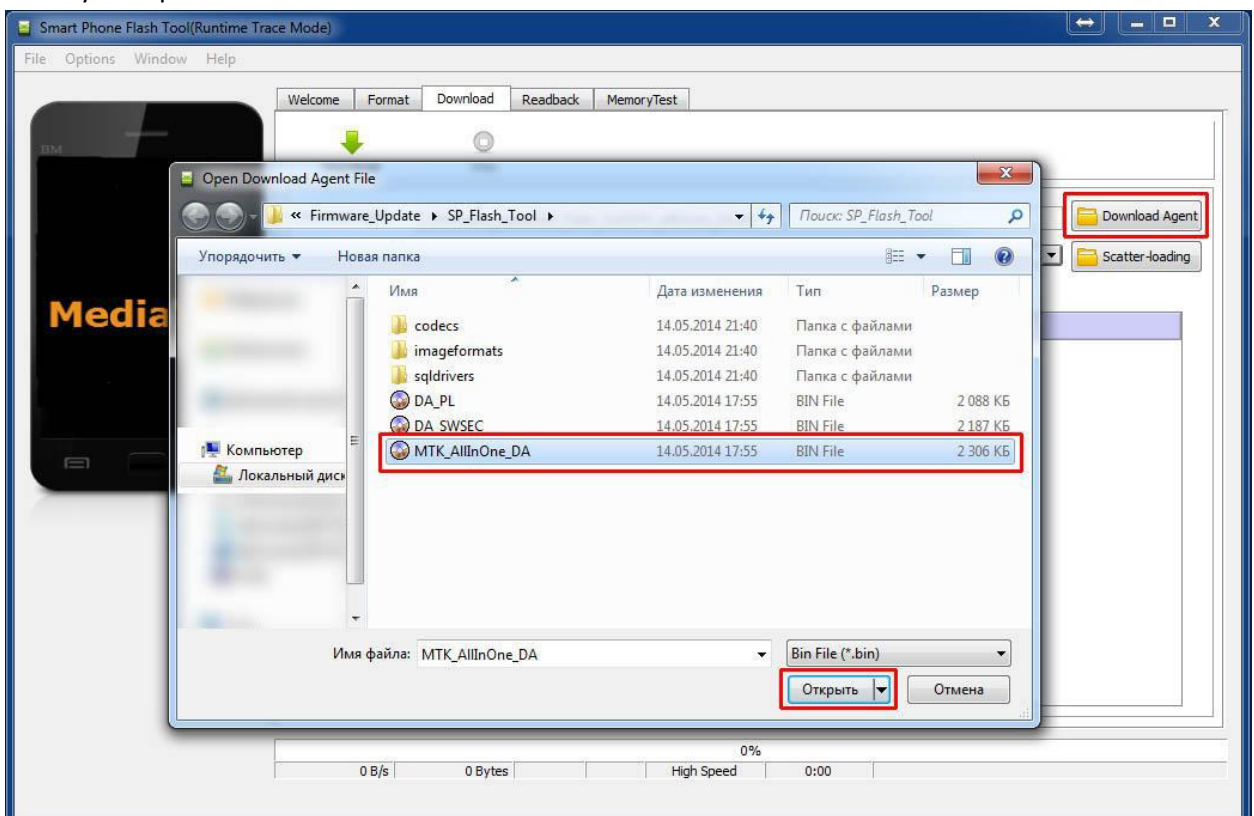 Smart Phone Flash Tool(Runtime Trace Mode)
File Options Window Help
Welcome Format Download Readback MemoryTest
BM
Open Download Agent File
« Firmware_Update ▸ SP_Flash_Tool ▸ Поиск: SP_Flash_Tool
Download Agent
Упорядочить Новая папка
Scatter-loading
Имя Дата изменения Тип Размер
Media
codecs 14.05.2014 21:40 Папка с файлами
imageformats 14.05.2014 21:40 Папка с файлами
sqldrivers 14.05.2014 21:40 Папка с файлами
DA_PL 14.05.2014 17:55 BIN File 2 088 КБ
DA_SWSEC 14.05.2014 17:55 BIN File 2 187 КБ
Компьютер
MTK_AllInOne_DA 14.05.2014 17:55 BIN File 2 306 КБ
Локальный диск
Имя файла: MTK_AllInOne_DA Bin File (*.bin)
Открыть Отмена
0%
0 B/s 0 Bytes High Speed 0:00